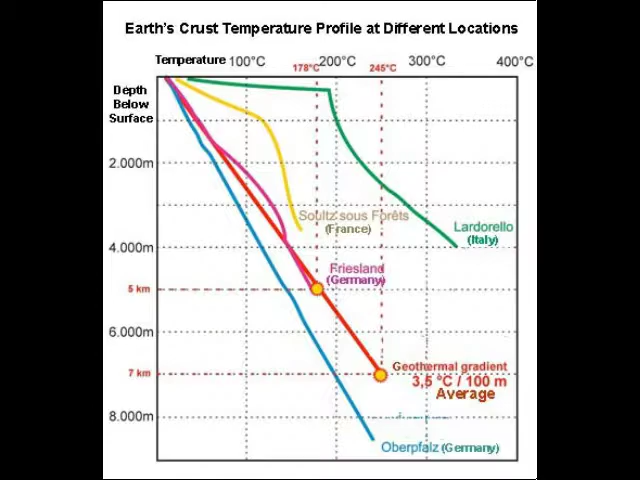 Earth's Crust Temperature Profile at Different Locations
Temperature 100°C 200°C 300°C 400°C
178°C 245°C
Depth
Below
Surface
2.000m
Soultz sous Forêts
(France)
Lardorello
(Italy)
4.000m
Friesland
(Germany)
5 km
6.000m
Geothermal gradient
7 km
3,5 °C / 100 m
Average
8.000m
Oberpfalz (Germany)